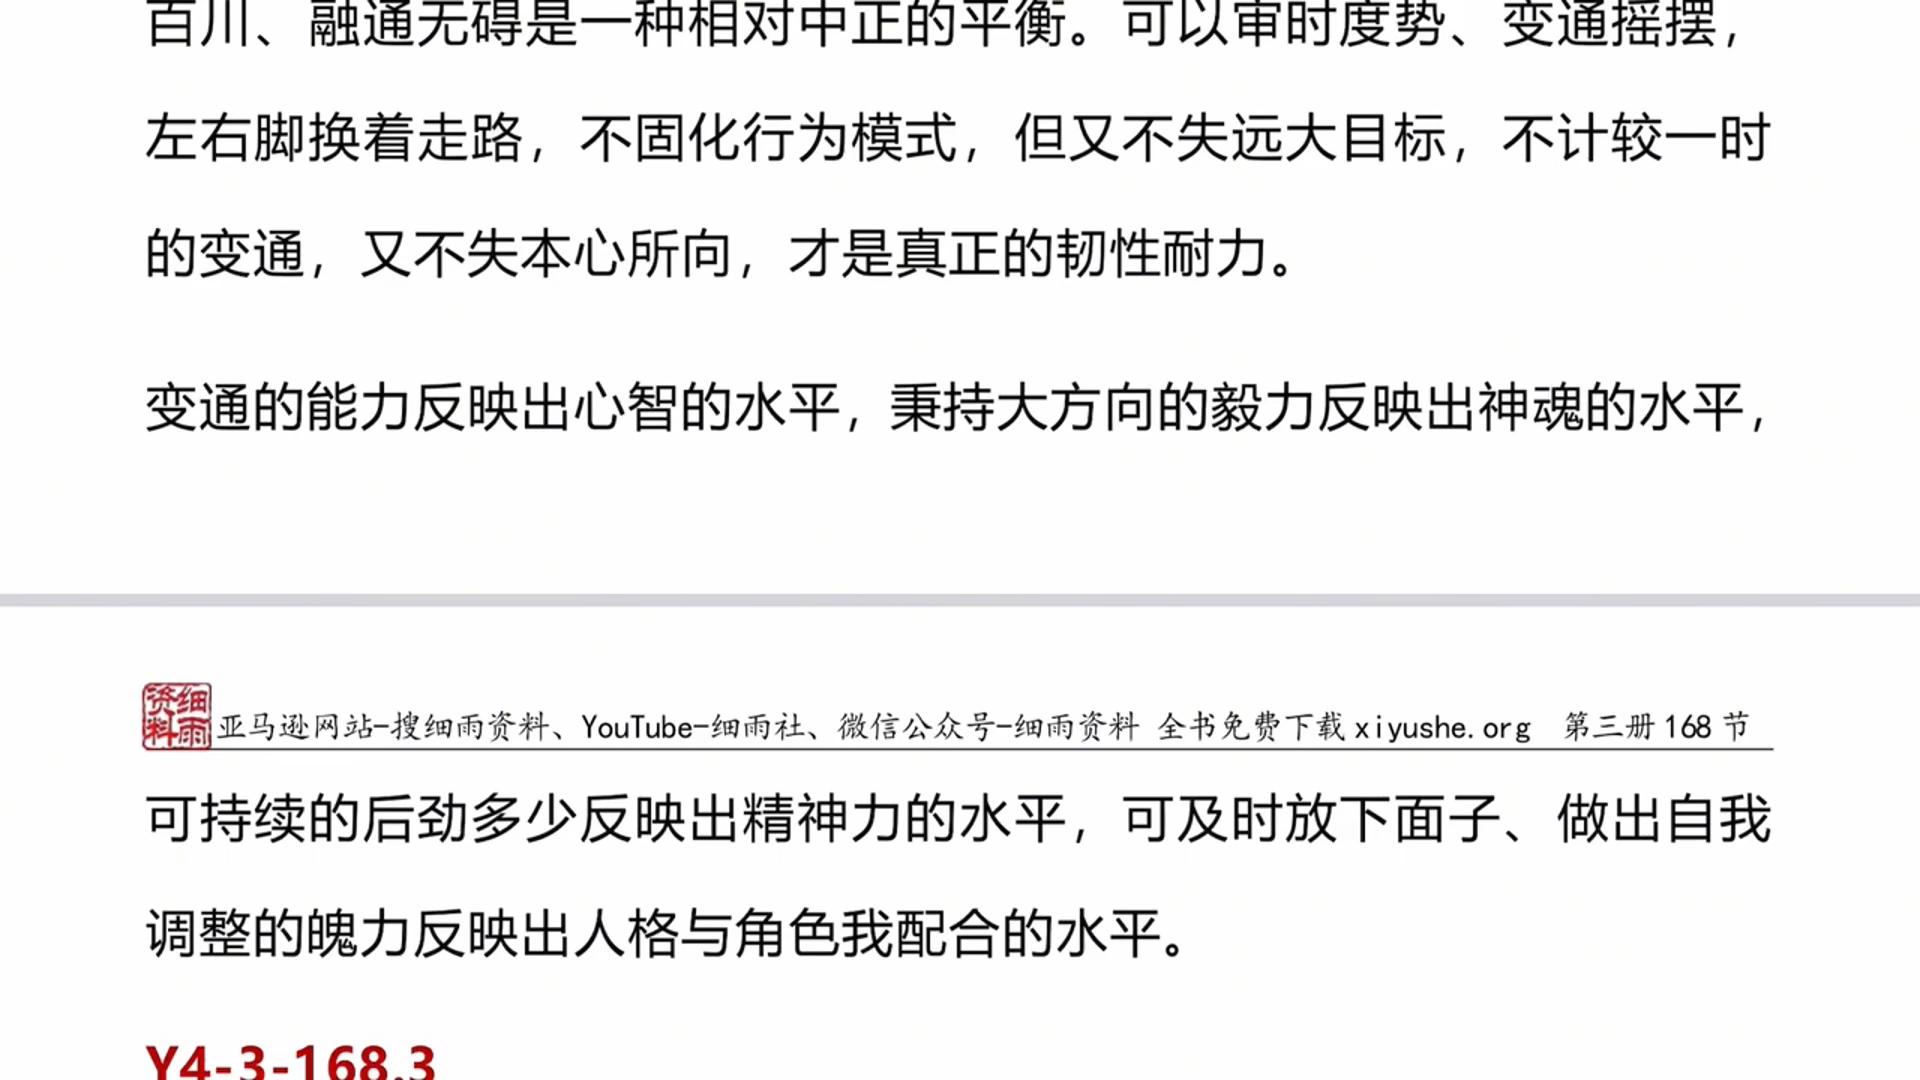 百川、融通无碍是一种相对中正的平衡。可以审时度势、变通摇摆，
左右脚换着走路，不固化行为模式，但又不失远大目标，不计较一时
的变通，又不失本心所向，才是真正的韧性耐力。
变通的能力反映出心智的水平，秉持大方向的毅力反映出神魂的水平，
细雨资料
亚马逊网站-搜细雨资料、YouTube-细雨社、微信公众号-细雨资料 全书免费下载 xiyushe.org 第三册 168 节
可持续的后劲多少反映出精神力的水平，可及时放下面子、做出自我
调整的魄力反映出人格与角色我配合的水平。
Y4-3-168.3